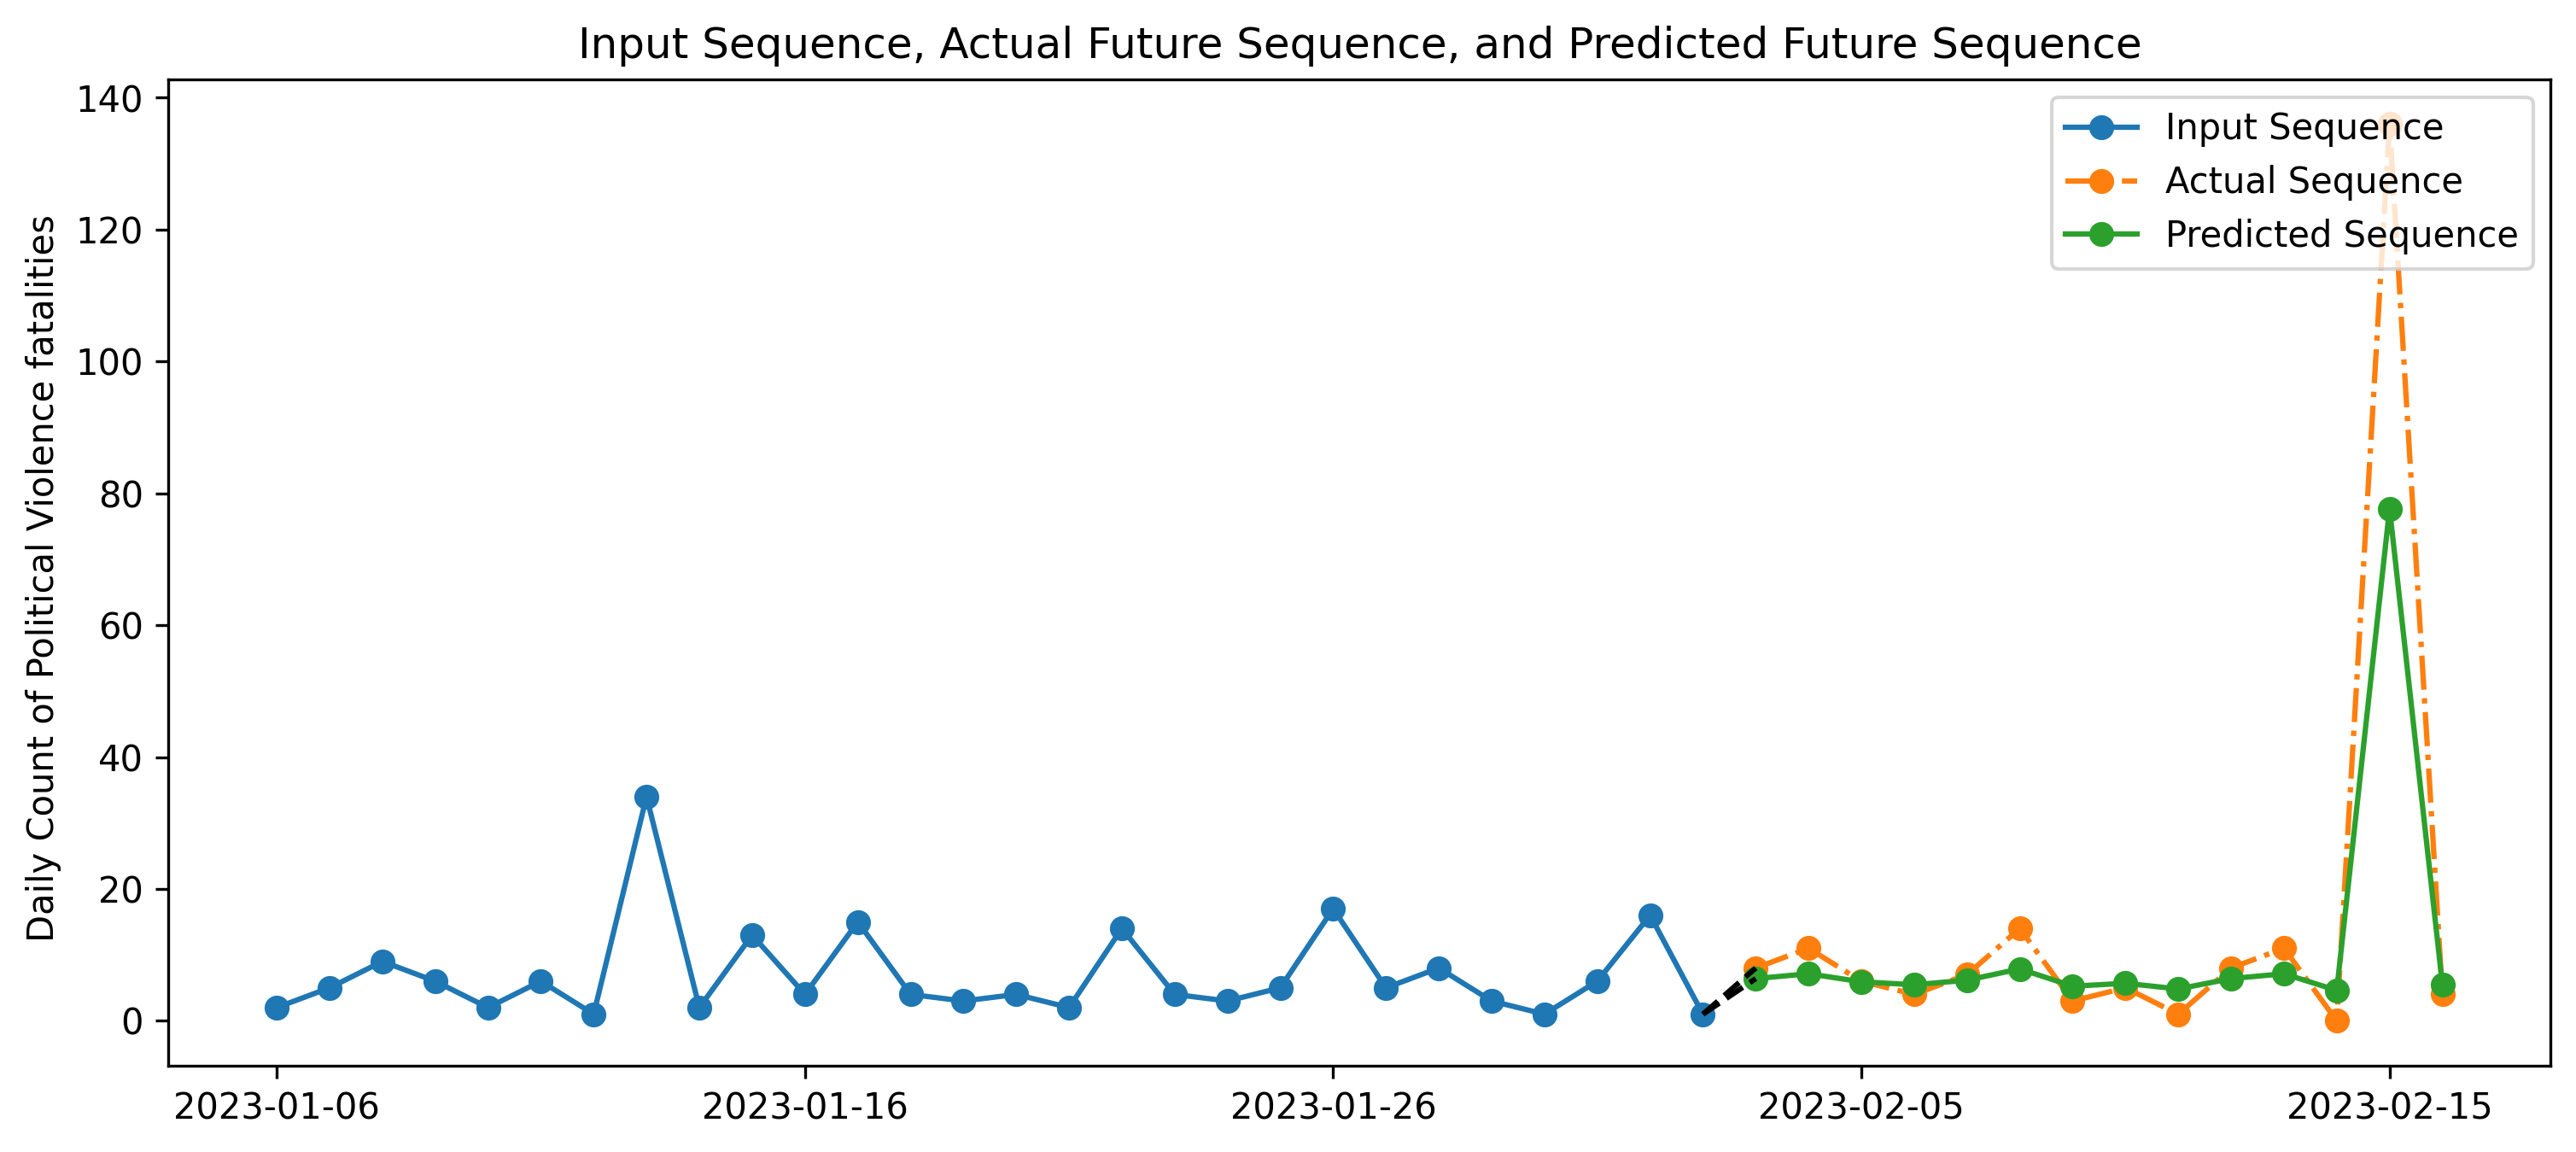 Input Sequence, Actual Future Sequence, and Predicted Future Sequence
Daily Count of Political Violence fatalities
140
120
100
80
60
40
20
0
Input Sequence
Actual Sequence
Predicted Sequence
2023-01-06
2023-01-16
2023-01-26
2023-02-05
2023-02-15